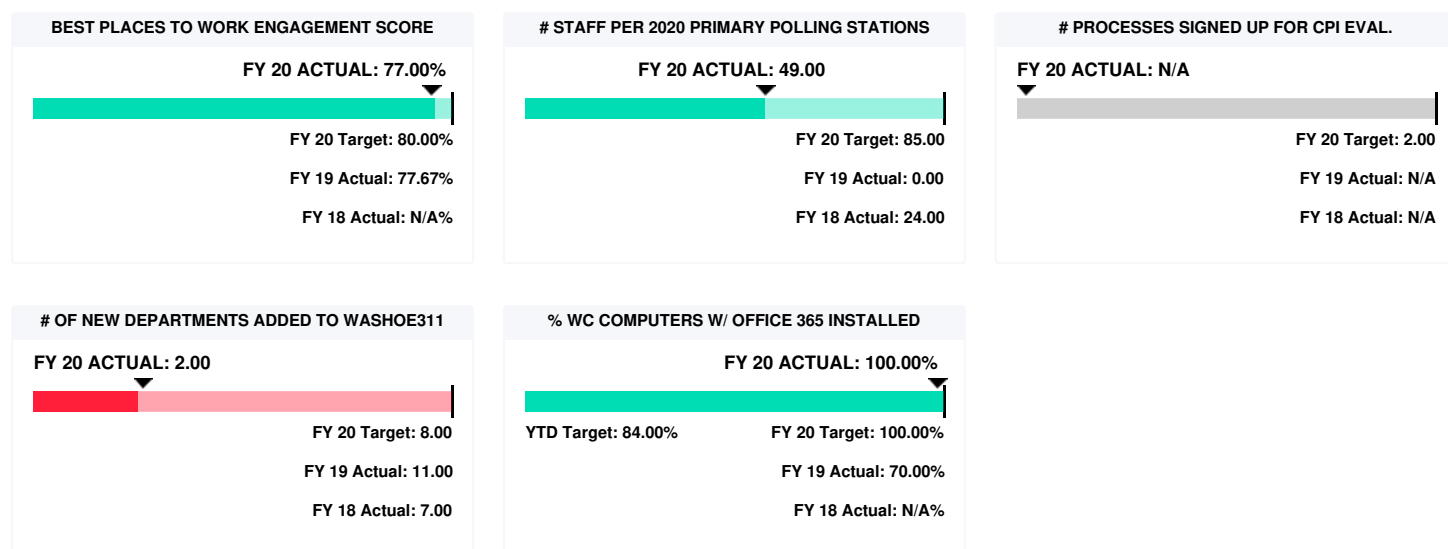 BEST PLACES TO WORK ENGAGEMENT SCORE
FY 20 ACTUAL: 77.00%
FY 20 Target: 80.00%
FY 19 Actual: 77.67%
FY 18 Actual: N/A%
# STAFF PER 2020 PRIMARY POLLING STATIONS
FY 20 ACTUAL: 49.00
FY 20 Target: 85.00
FY 19 Actual: 0.00
FY 18 Actual: 24.00
# PROCESSES SIGNED UP FOR CPI EVAL.
FY 20 ACTUAL: N/A
FY 20 Target: 2.00
FY 19 Actual: N/A
FY 18 Actual: N/A
# OF NEW DEPARTMENTS ADDED TO WASHOE311
FY 20 ACTUAL: 2.00
FY 20 Target: 8.00
FY 19 Actual: 11.00
FY 18 Actual: 7.00
% WC COMPUTERS W/ OFFICE 365 INSTALLED
FY 20 ACTUAL: 100.00%
YTD Target: 84.00% FY 20 Target: 100.00%
FY 19 Actual: 70.00%
FY 18 Actual: N/A%